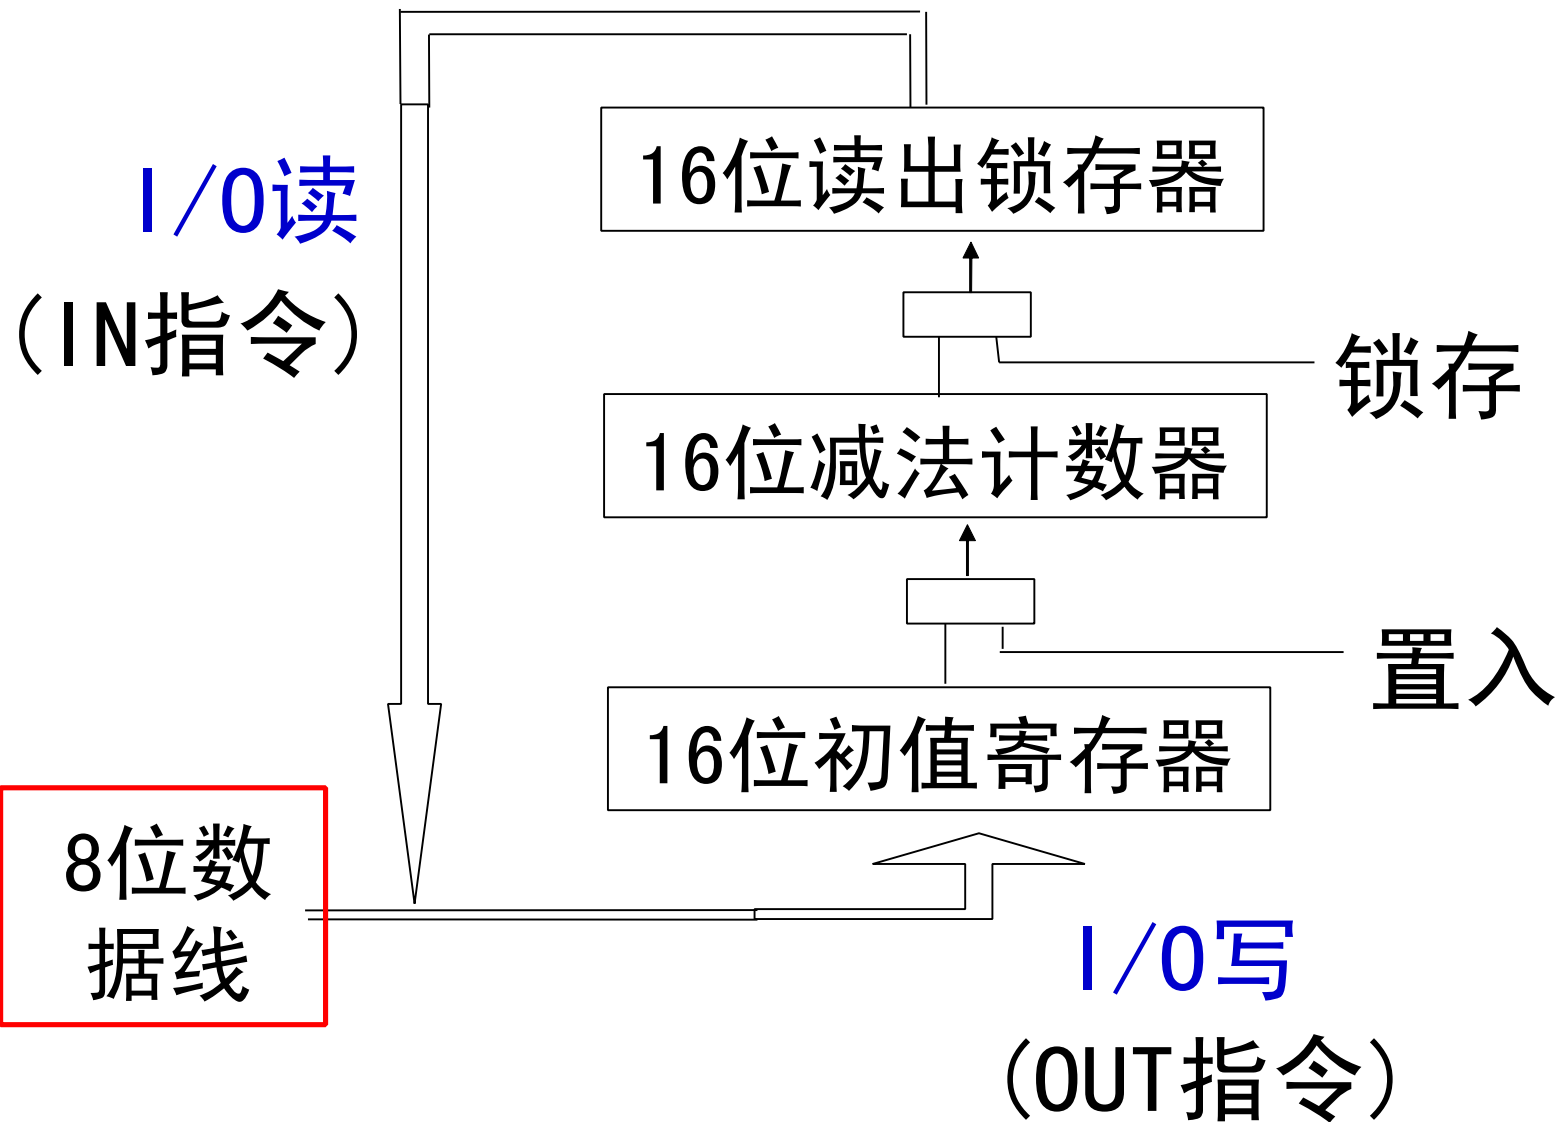 16位读出锁存器
I/O读
(IN指令)
锁存
16位减法计数器
置入
16位初值寄存器
8位数
据线
I/O写
(OUT指令)